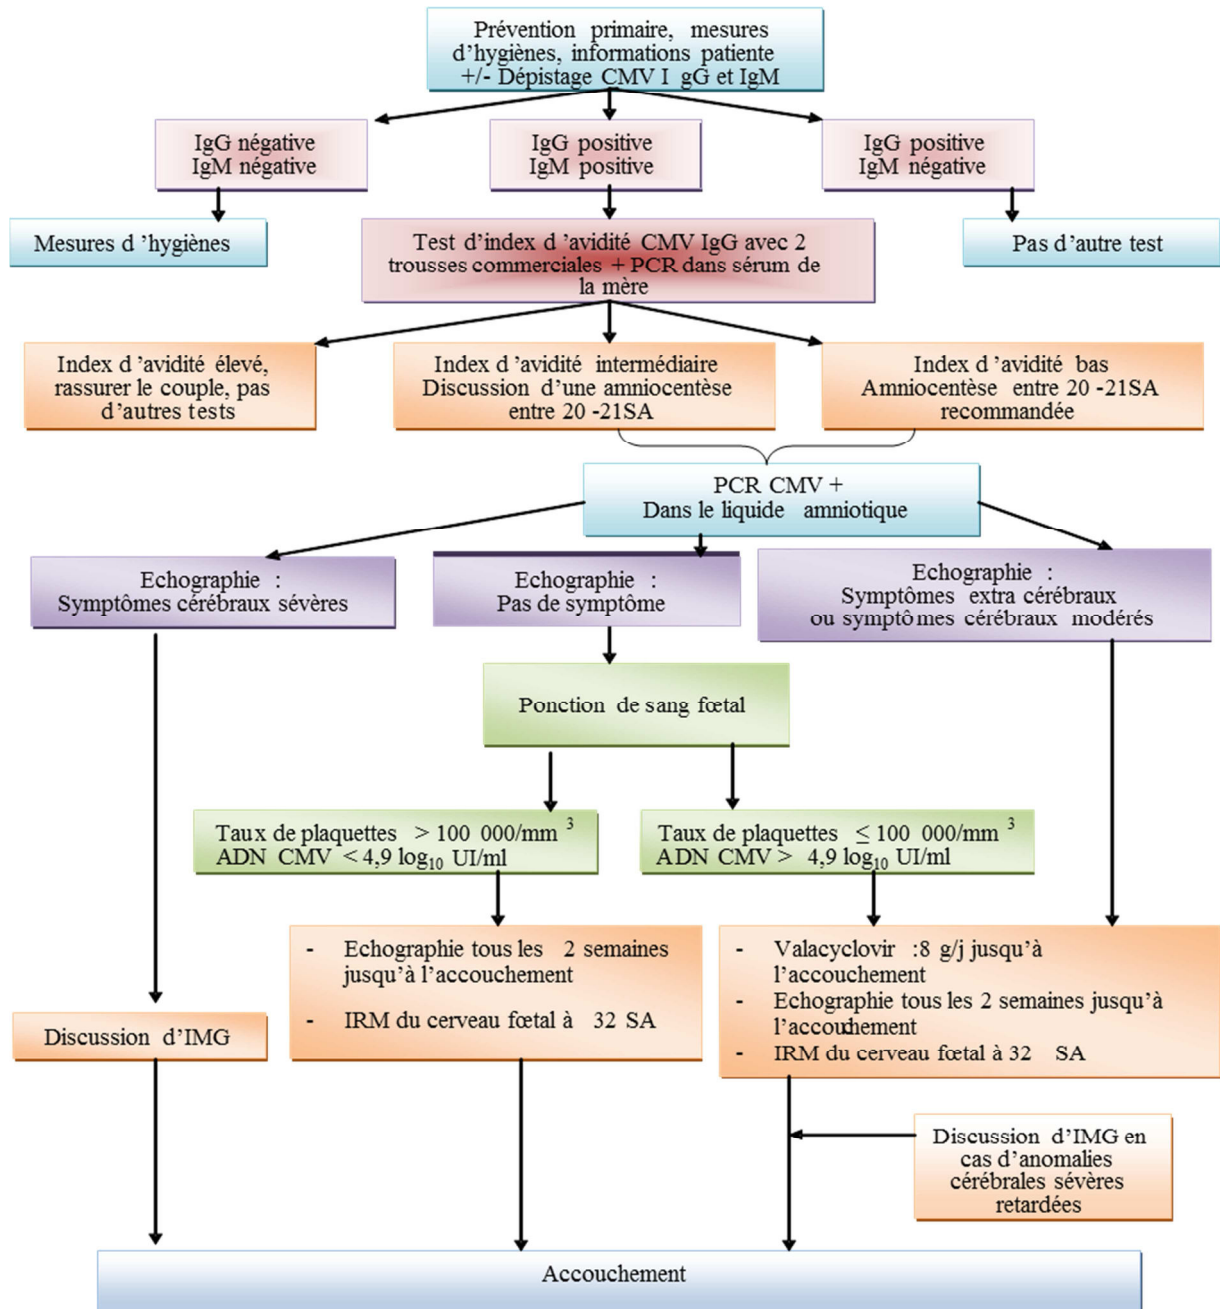 Prévention primaire, mesures
d'hygiènes, informations patiente
+/- Dépistage CMV I gG et IgM
IgG négative
IgM négative
IgG positive
IgM positive
IgG positive
IgM négative
Mesures d 'hygiènes
Test d'index d 'avidité CMV IgG avec 2
trousses commerciales + PCR dans sérum de
la mère
Pas d'autre test
Index d 'avidité élevé,
rassurer le couple, pas
d'autres tests
Index d 'avidité intermédiaire
Discussion d'une amniocentèse
entre 20 -21SA
Index d 'avidité bas
Amniocentèse entre 20 -21SA
recommandée
PCR CMV +
Dans le liquide amniotique
Echographie :
Symptômes cérébraux sévères
Echographie :
Pas de symptôme
Echographie :
Symptômes extra cérébraux
ou symptômes cérébraux modérés
Ponction de sang fœtal
Taux de plaquettes > 100 000/mm 3
ADN CMV < 4,9 log10 UI/ml
Taux de plaquettes ≤ 100 000/mm 3
ADN CMV > 4,9 log10 UI/ml
- Echographie tous les 2 semaines
jusqu'à l'accouchement
- IRM du cerveau fœtal à 32 SA
- Valacyclovir :8 g/j jusqu'à
l'accouchement
- Echographie tous les 2 semaines jusqu'à
l'accouchement
- IRM du cerveau fœtal à 32 SA
Discussion d'IMG
Discussion d'IMG en
cas d'anomalies
cérébrales sévères
retardées
Accouchement